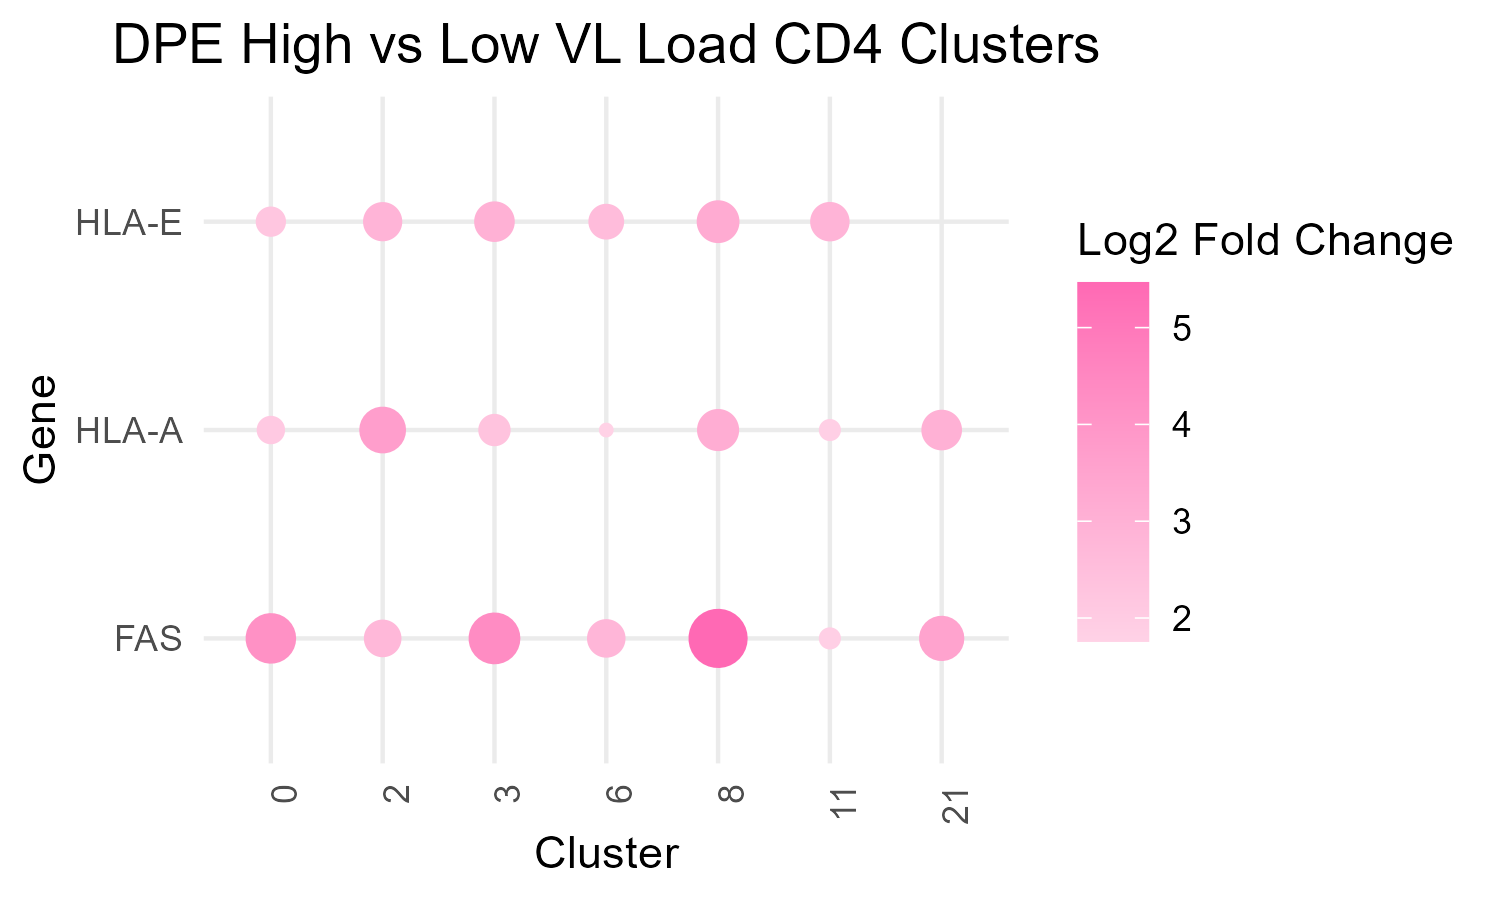 DPE High vs Low VL Load CD4 Clusters
Gene
HLA-E
HLA-A
FAS
0 2 3 6 8 11 21
Cluster
Log2 Fold Change
5
4
3
2